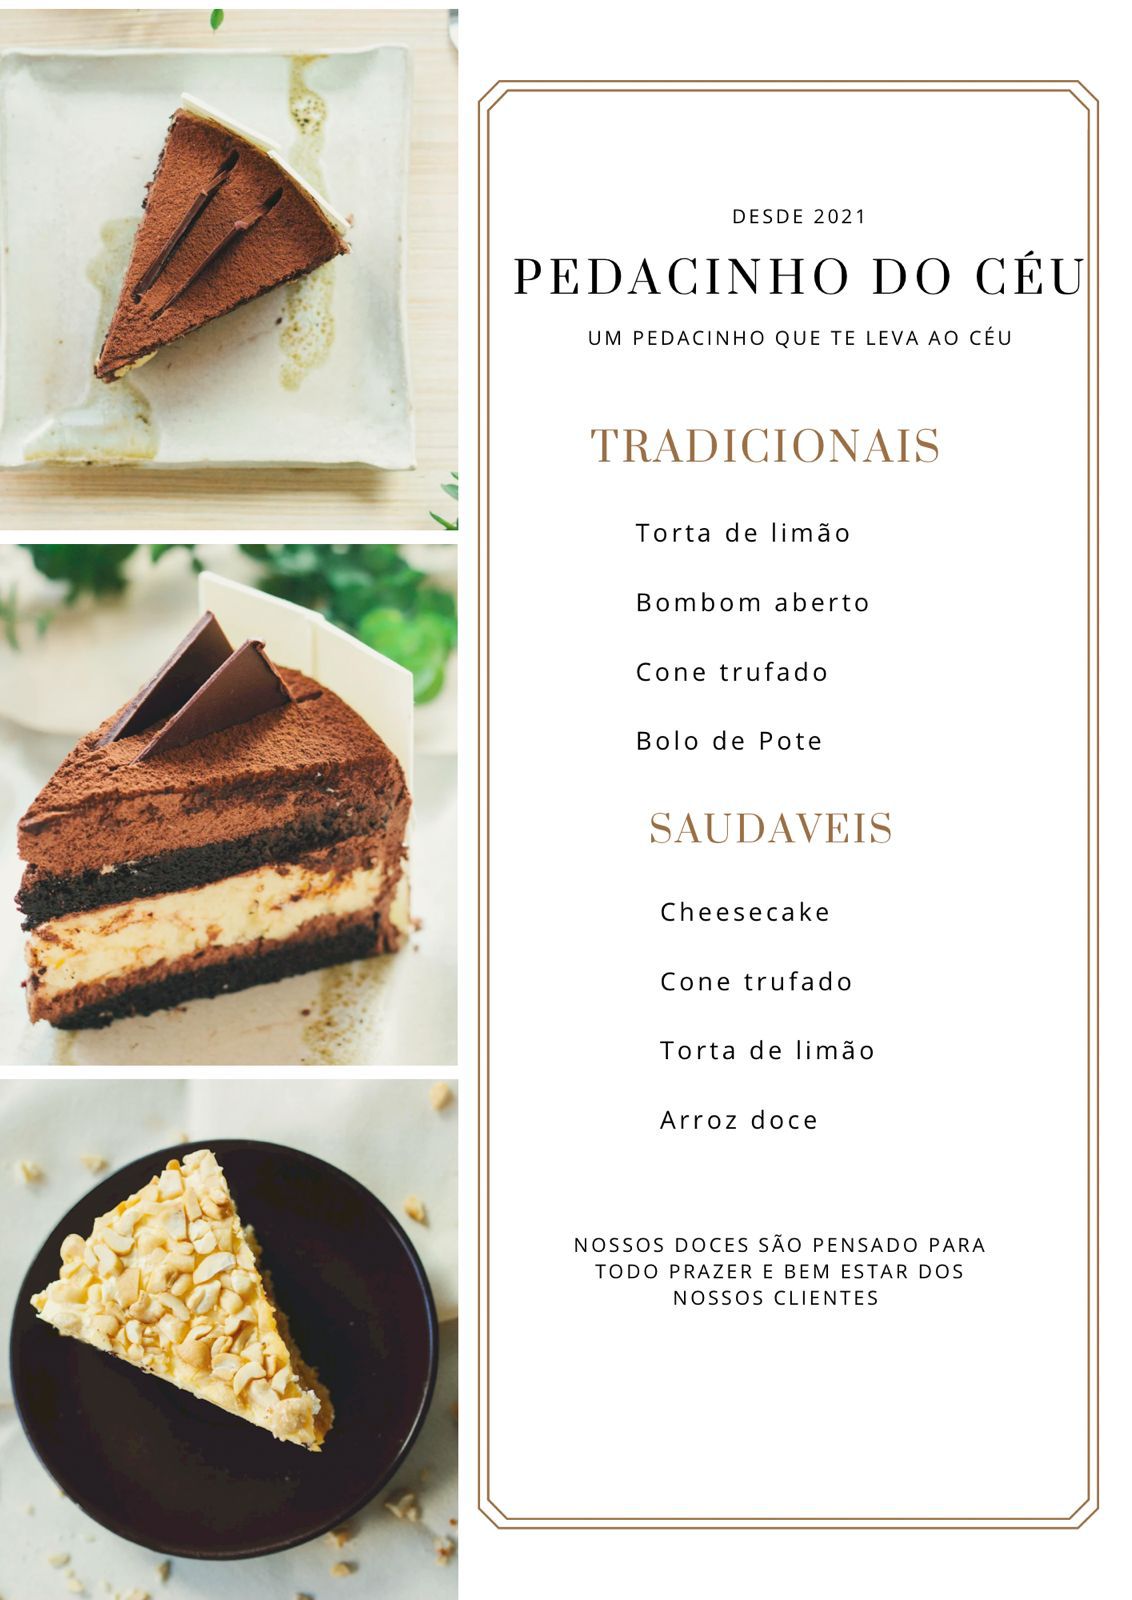 DESDE 2021
PEDACINHO DO CÉU
UM PEDACINHO QUE TE LEVA AO CÉU
TRADICIONAIS
Torta de limão
Bombom aberto
Cone trufado
Bolo de Pote
SAUDAVEIS
Cheesecake
Cone trufado
Torta de limão
Arroz doce
NOSSOS DOCES SÃO PENSADO PARA
TODO PRAZER E BEM ESTAR DOS
NOSSOS CLIENTES